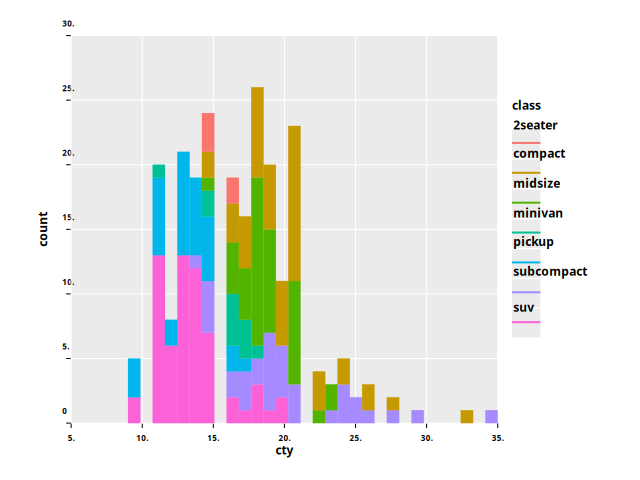 30.
25.
20.
15.
10.
5.
0
count
5.
10.
15.
20.
25.
30.
35.
cty
class
2seater
compact
midsize
minivan
pickup
subcompact
suv